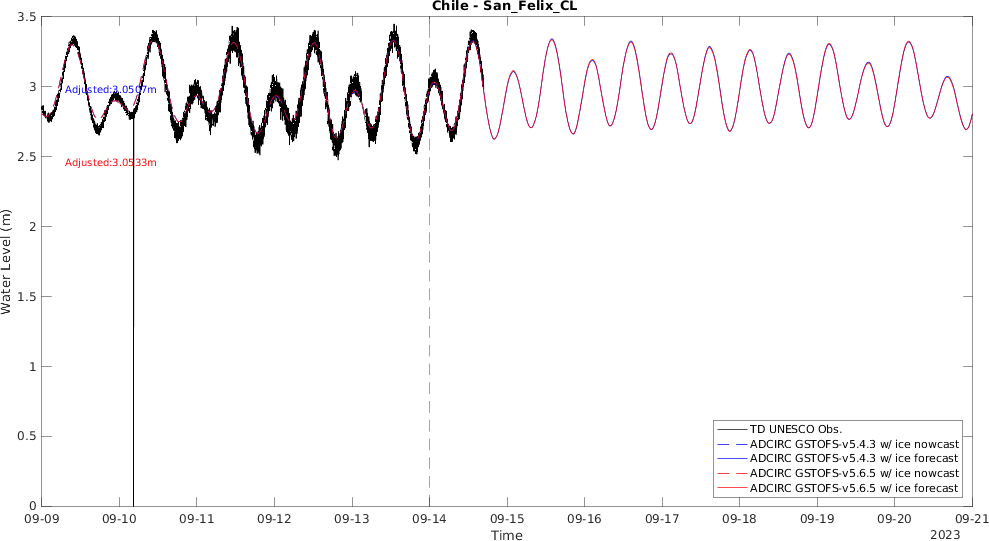 Chile - San_Felix_CL
3.5
3
2.5
2
1.5
1
0.5
0
Water Level (m)
Adjusted:3.0507m
Adjusted:3.0533m
TD UNESCO Obs.
ADCIRC GSTOFS-v5.4.3 w/ ice nowcast
ADCIRC GSTOFS-v5.4.3 w/ ice forecast
ADCIRC GSTOFS-v5.6.5 w/ ice nowcast
ADCIRC GSTOFS-v5.6.5 w/ ice forecast
09-09 09-10 09-11 09-12 09-13 09-14 09-15 09-16 09-17 09-18 09-19 09-20 09-21
Time
2023